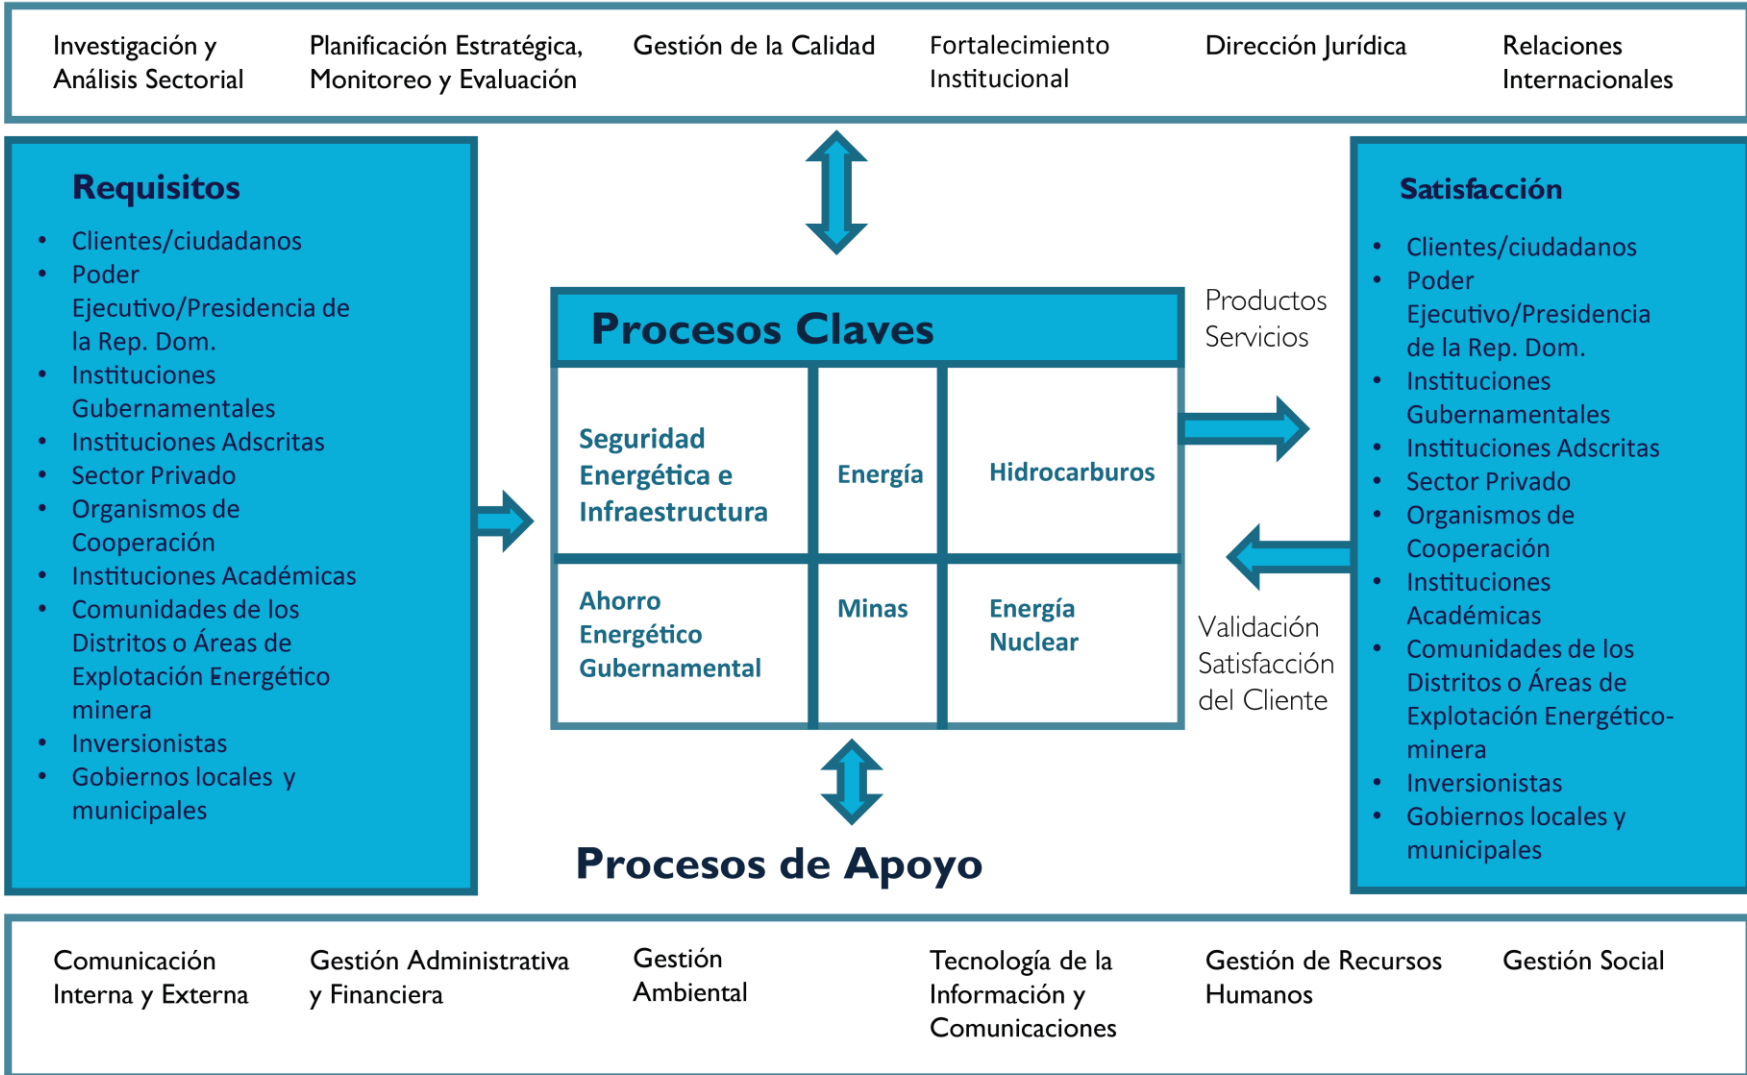 Investigación y
Análisis Sectorial
Planificación Estratégica,
Monitoreo y Evaluación
Gestión de la Calidad
Fortalecimiento
Institucional
Dirección Jurídica
Relaciones
Internacionales
Requisitos
• Clientes/ciudadanos
• Poder
Ejecutivo/Presidencia de
la Rep. Dom.
• Instituciones
Gubernamentales
• Instituciones Adscritas
• Sector Privado
• Organismos de
Cooperación
• Instituciones Académicas
• Comunidades de los
Distritos o Áreas de
Explotación Energético
minera
• Inversionistas
• Gobiernos locales y
municipales
Procesos Claves
Seguridad
Energética e
Infraestructura
Energía
Hidrocarburos
Ahorro
Energético
Gubernamental
Minas
Energía
Nuclear
Productos
Servicios
Validación
Satisfacción
del Cliente
Satisfacción
• Clientes/ciudadanos
• Poder
Ejecutivo/Presidencia
de la Rep. Dom.
• Instituciones
Gubernamentales
• Instituciones Adscritas
• Sector Privado
• Organismos de
Cooperación
• Instituciones
Académicas
• Comunidades de los
Distritos o Áreas de
Explotación Energético-
minera
• Inversionistas
• Gobiernos locales y
municipales
Procesos de Apoyo
Comunicación
Interna y Externa
Gestión Administrativa
y Financiera
Gestión
Ambiental
Tecnología de la
Información y
Comunicaciones
Gestión de Recursos
Humanos
Gestión Social